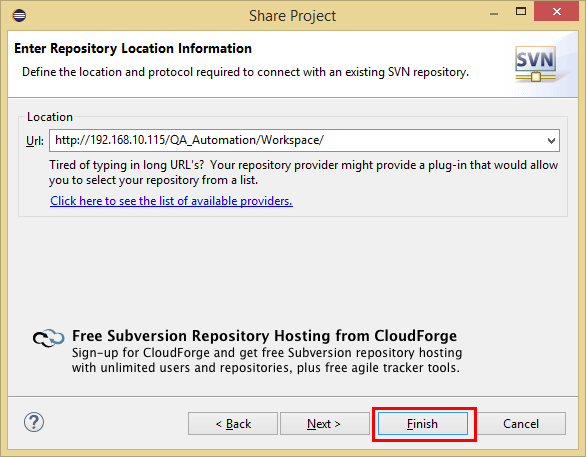 Share Project
Enter Repository Location Information
Define the location and protocol required to connect with an existing SVN repository.
SVN
Location
Url: http://192.168.10.115/QA_Automation/Workspace/
Tired of typing in long URL's? Your repository provider might provide a plug-in that would allow
you to select your repository from a list.
Click here to see the list of available providers.
Free Subversion Repository Hosting from CloudForge
Sign-up for CloudForge and get free Subversion repository hosting
with unlimited users and repositories, plus free agile tracker tools.
? < Back Next > Finish Cancel